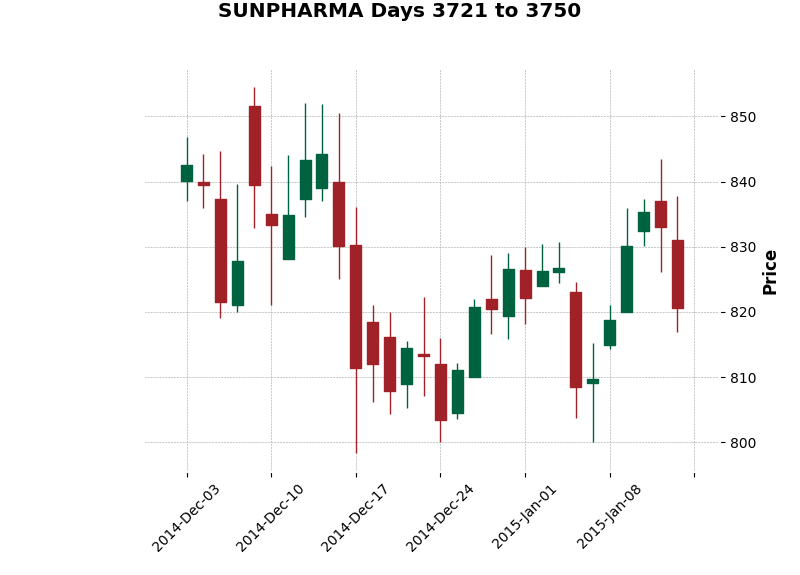 SUNPHARMA Days 3721 to 3750
850
840
830
820
810
800
Price
2014-Dec-03
2014-Dec-10
2014-Dec-17
2014-Dec-24
2015-Jan-01
2015-Jan-08